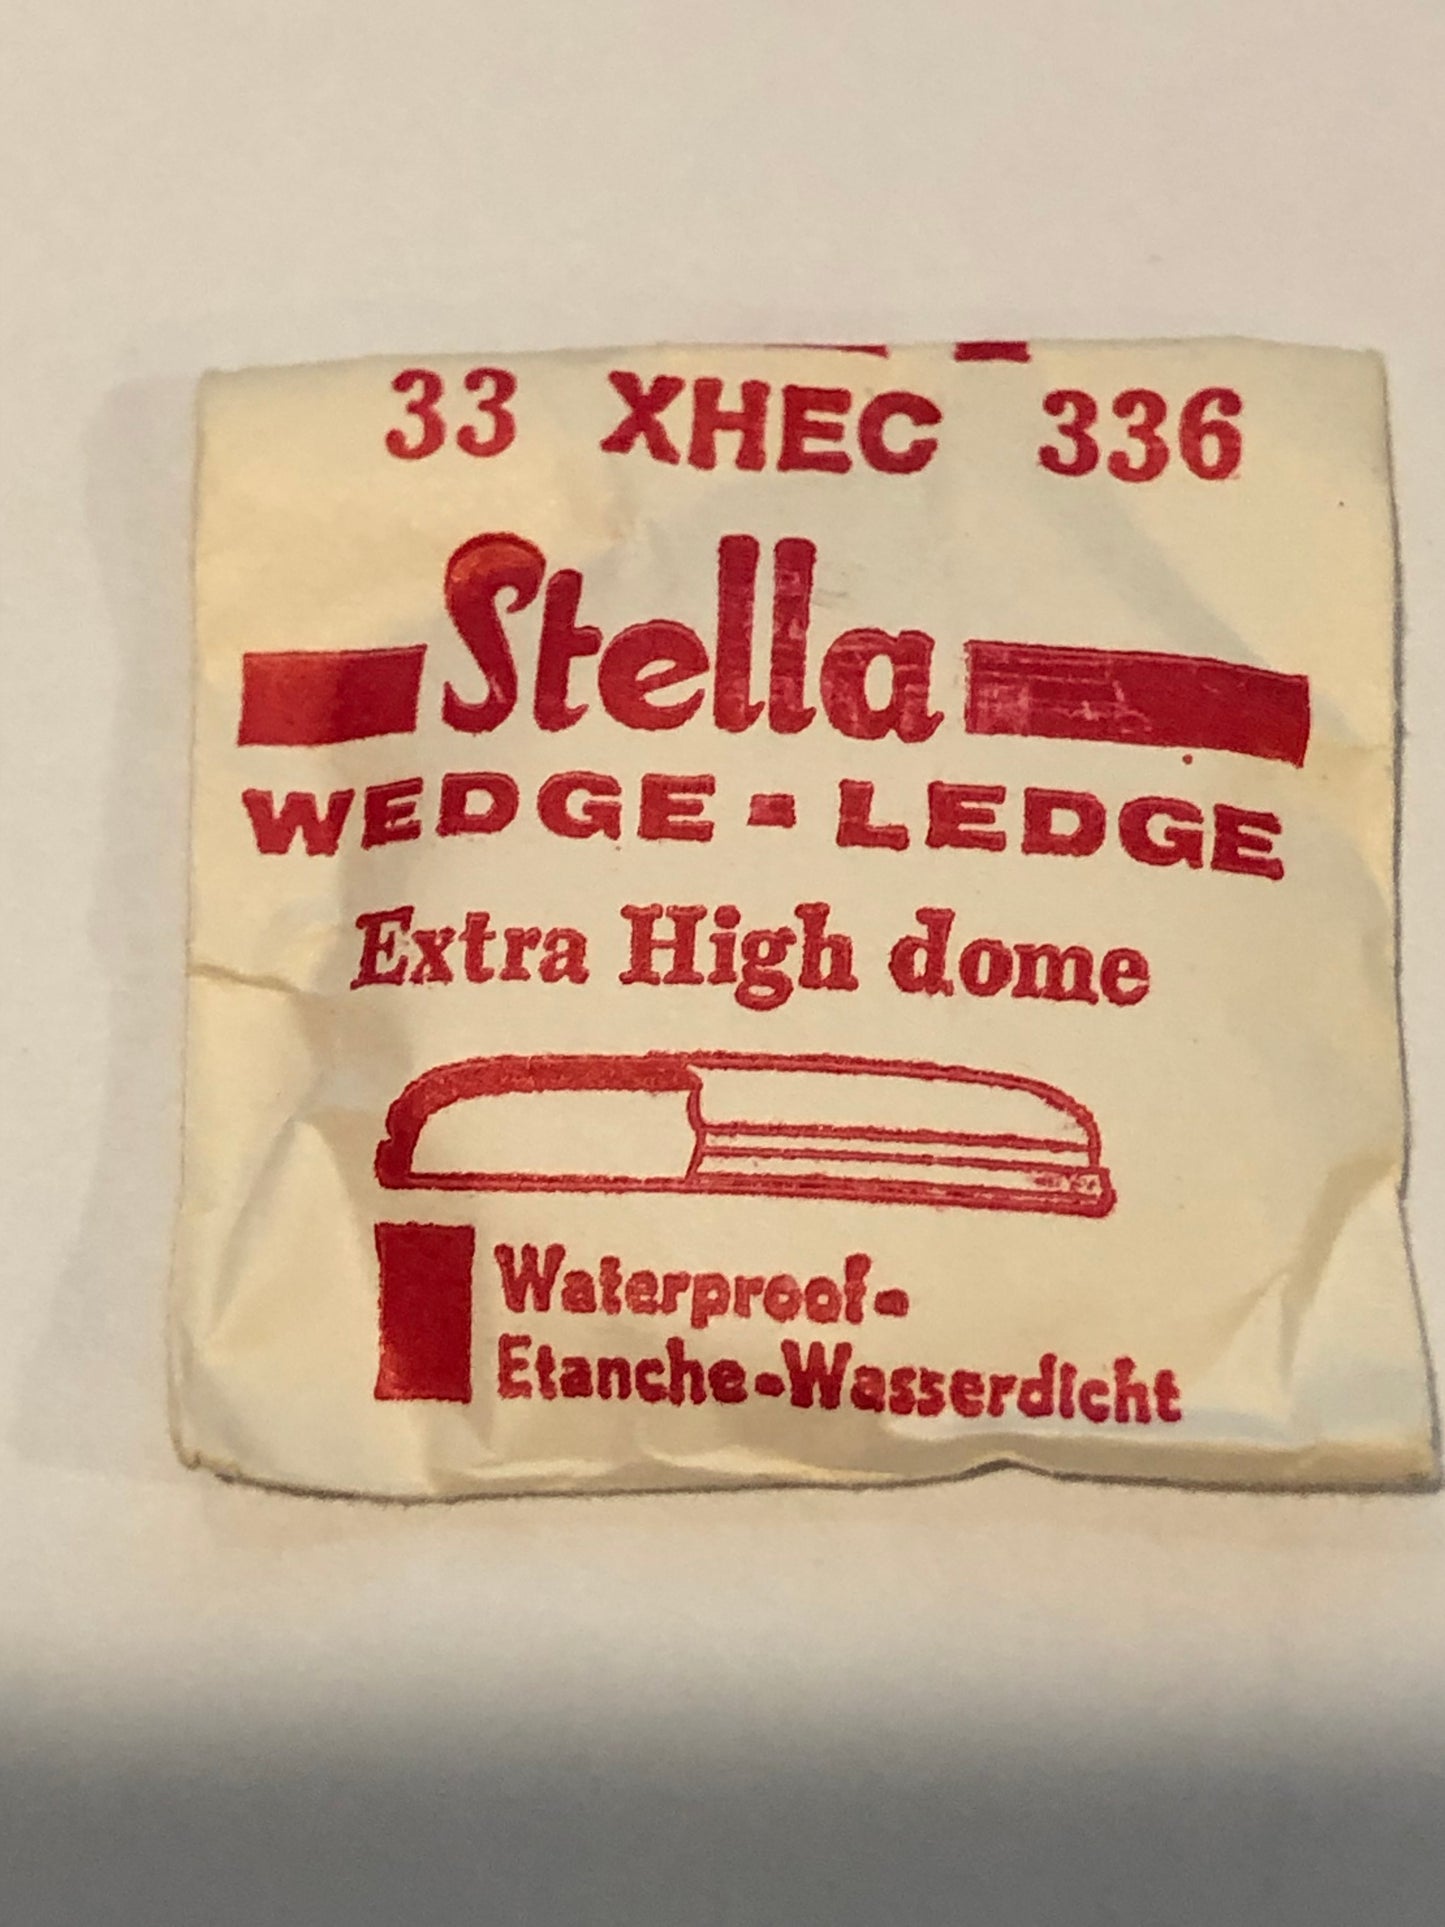 33 XHEC 336
Stella
WEDGE - LEDGE
Extra High dome
Waterproof-
Etanche-Wasserdicht